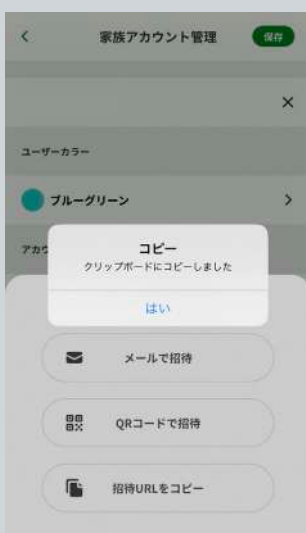 家族アカウント管理
保存
ユーザーカラー
ブルーグリーン
アカウ
コピー
クリップボードにコピーしました
はい
メールで招待
QRコードで招待
招待URLをコピー